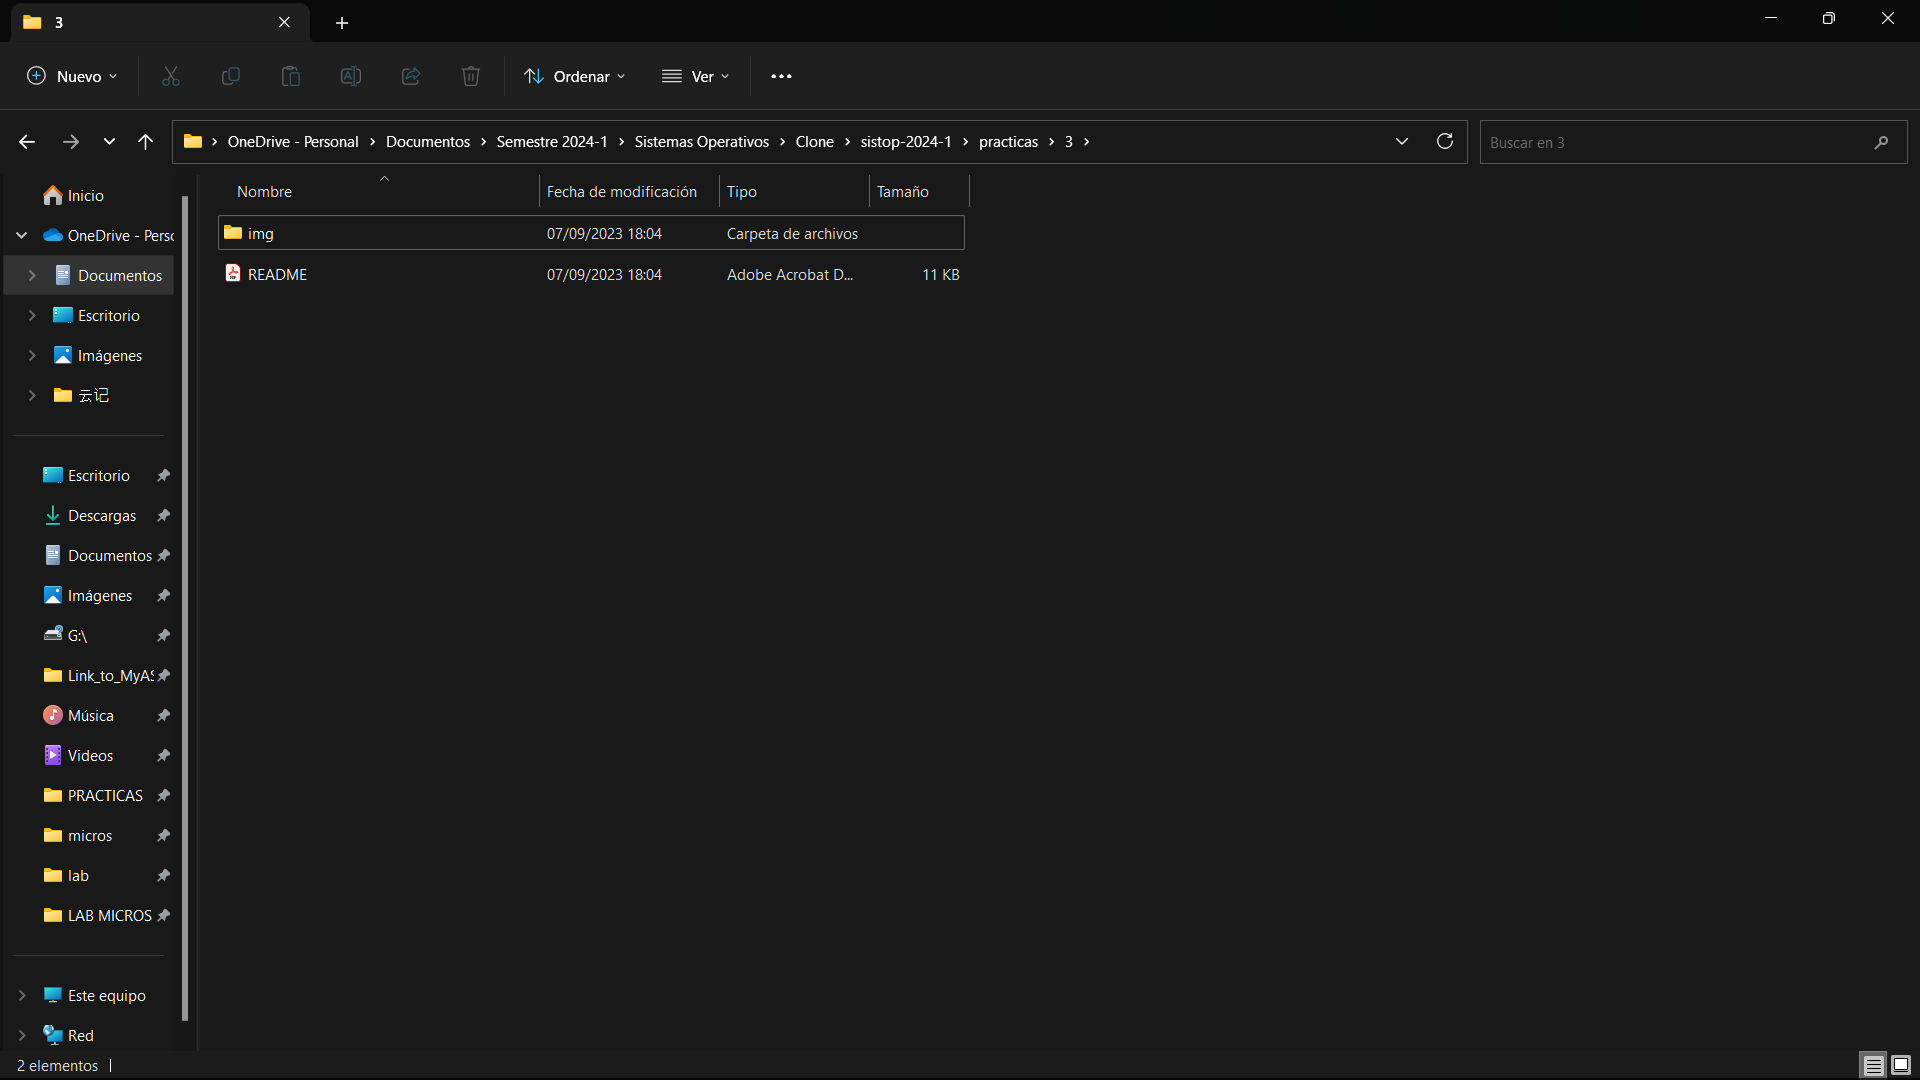 3
Nuevo
Ordenar
Ver
OneDrive - Personal > Documentos > Semestre 2024-1 > Sistemas Operativos > Clone > sistop-2024-1 > practicas > 3 >
Buscar en 3
Nombre Fecha de modificación Tipo Tamaño
img 07/09/2023 18:04 Carpeta de archivos
README 07/09/2023 18:04 Adobe Acrobat D... 11 KB
Inicio
OneDrive - Perso
Documentos
Escritorio
Imágenes
云记
Escritorio
Descargas
Documentos
Imágenes
G:\
Link_to_MyAS
Música
Videos
PRACTICAS
micros
lab
LAB MICROS
Este equipo
Red
2 elementos